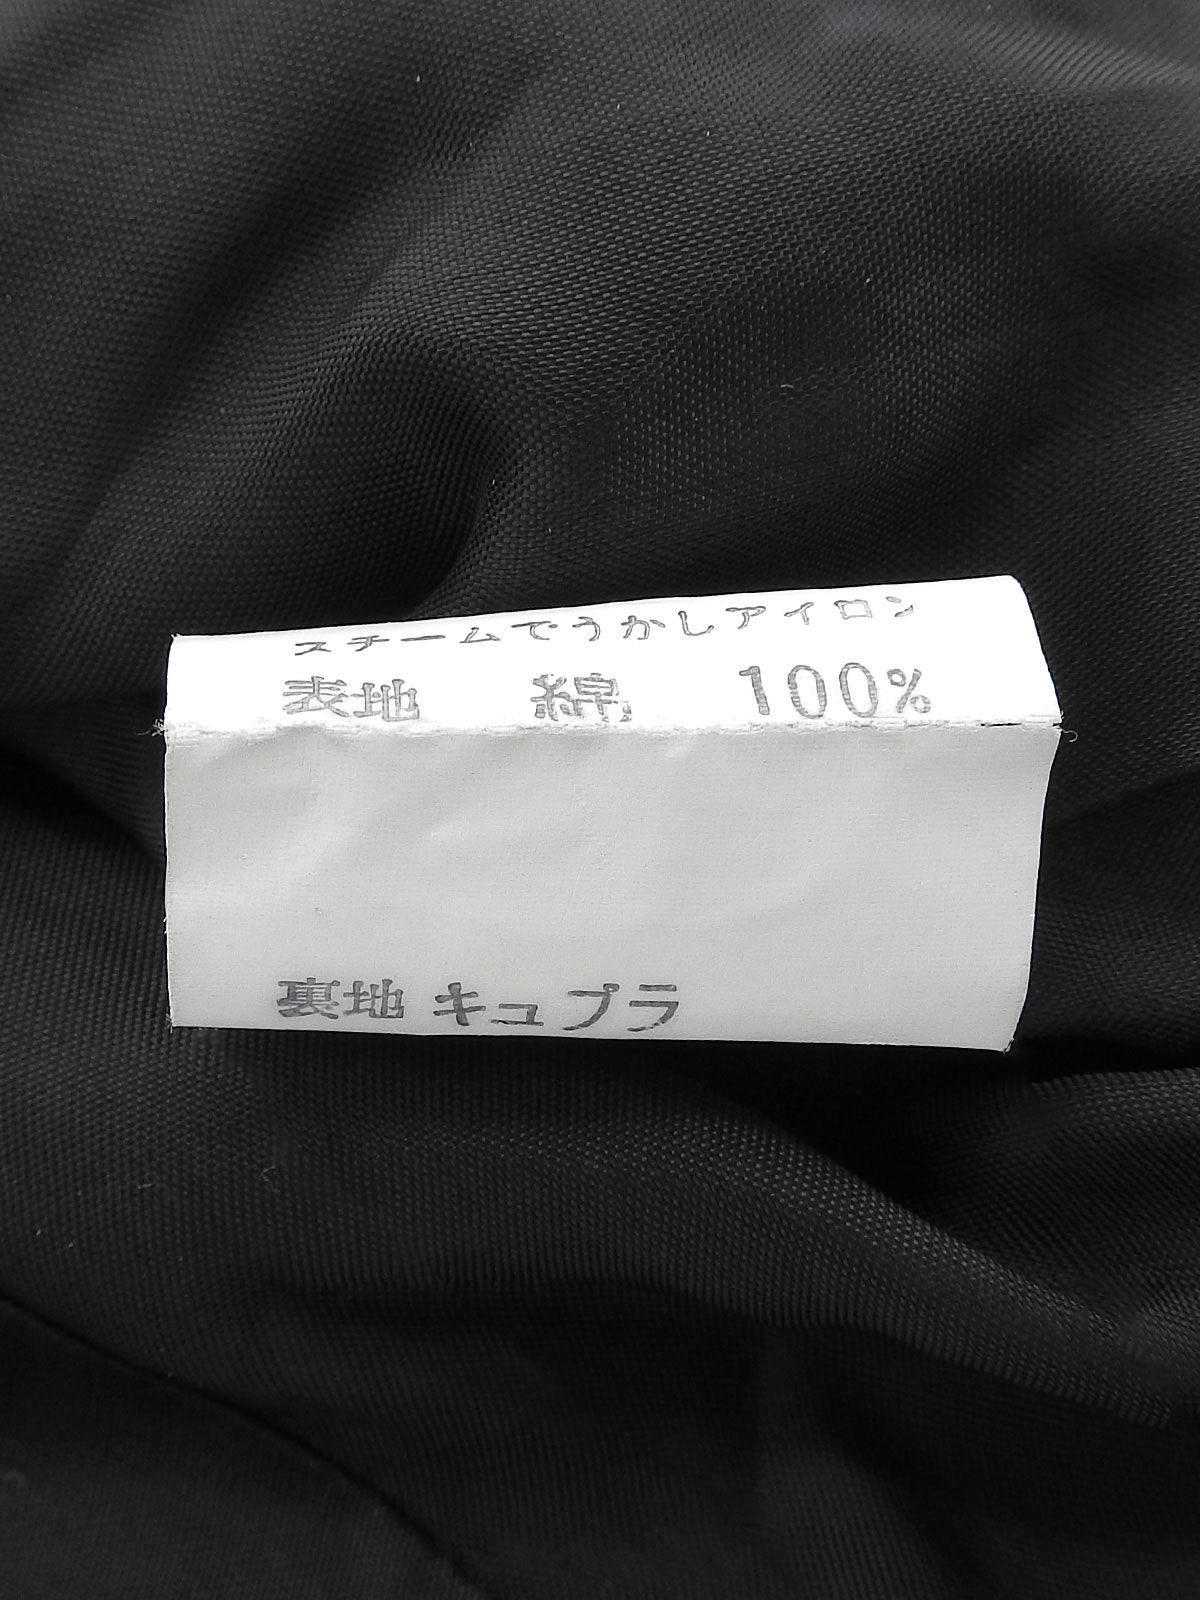 スチームでうかしアイロン
表地 綿 100%
裏地 キュプラ